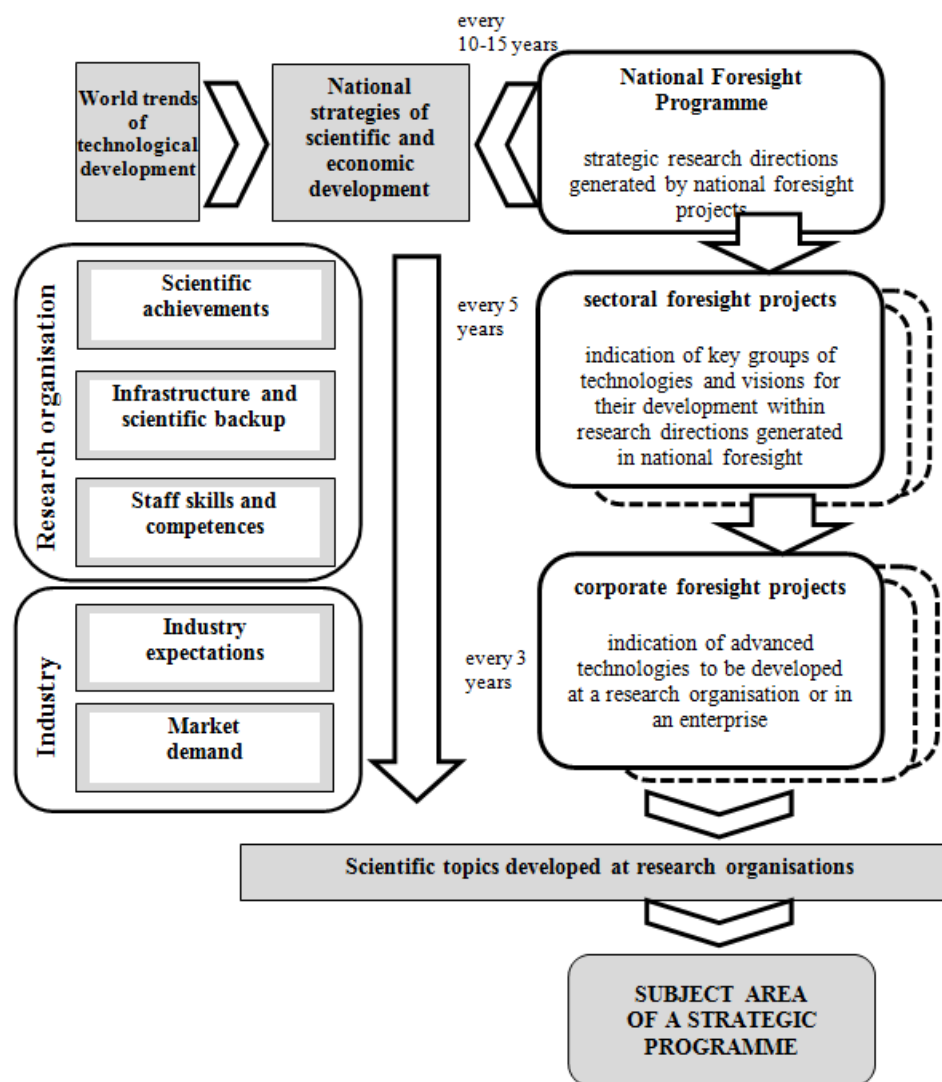 every
10-15 years
World trends
of
technological
development
National
strategies of
scientific and
economic
development
National Foresight
Programme
strategic research directions
generated by national foresight
projects
Research organisation
Scientific
achievements
Infrastructure and
scientific backup
Staff skills and
competences
every 5
years
sectoral foresight projects
indication of key groups of
technologies and visions for
their development within
research directions generated
in national foresight
Industry
Industry
expectations
Market
demand
every 3
years
corporate foresight projects
indication of advanced
technologies to be developed
at a research organisation or in
an enterprise
Scientific topics developed at research organisations
SUBJECT AREA
OF A STRATEGIC
PROGRAMME